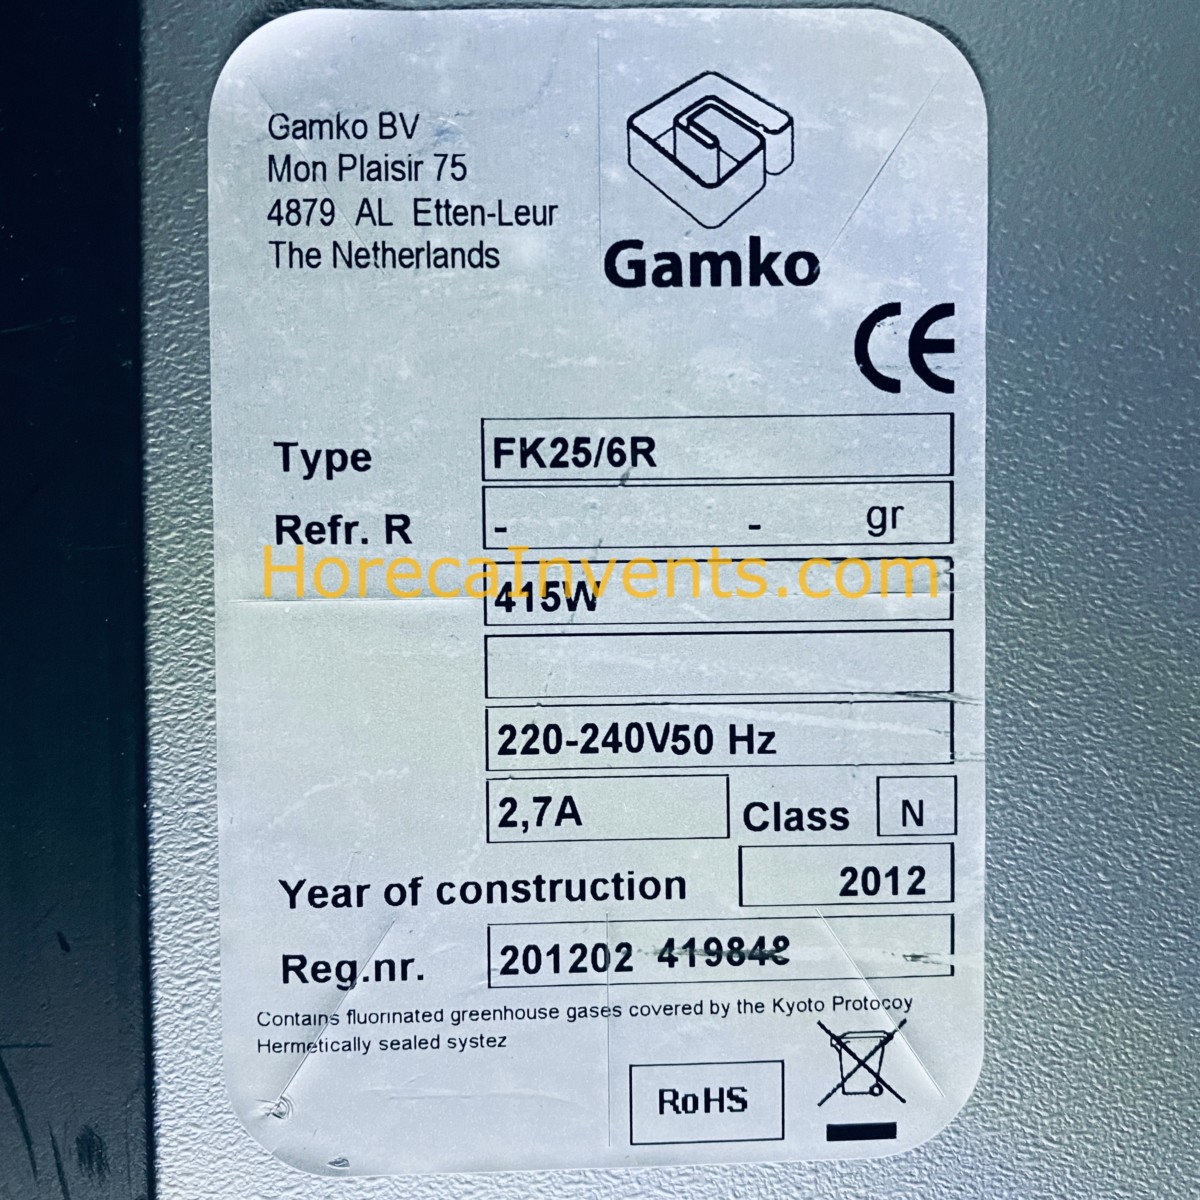 Gamko BV
Mon Plaisir 75
4879 AL Etten-Leur
The Netherlands
Gamko
CE
Type FK25/6R
Refr. R - - gr
HorecaInvents.com
415W
220-240V50 Hz
2,7A Class N
Year of construction 2012
Reg.nr. 201202 419848
Contains fluorinated greenhouse gases covered by the Kyoto Protocoy
Hermetically sealed systez
RoHS